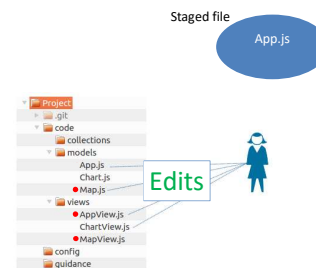 Staged file
App.js
Project
.git
code
collections
models
App.js
Chart.js
Map.js
Edits
views
AppView.js
ChartView.js
MapView.js
config
guidance